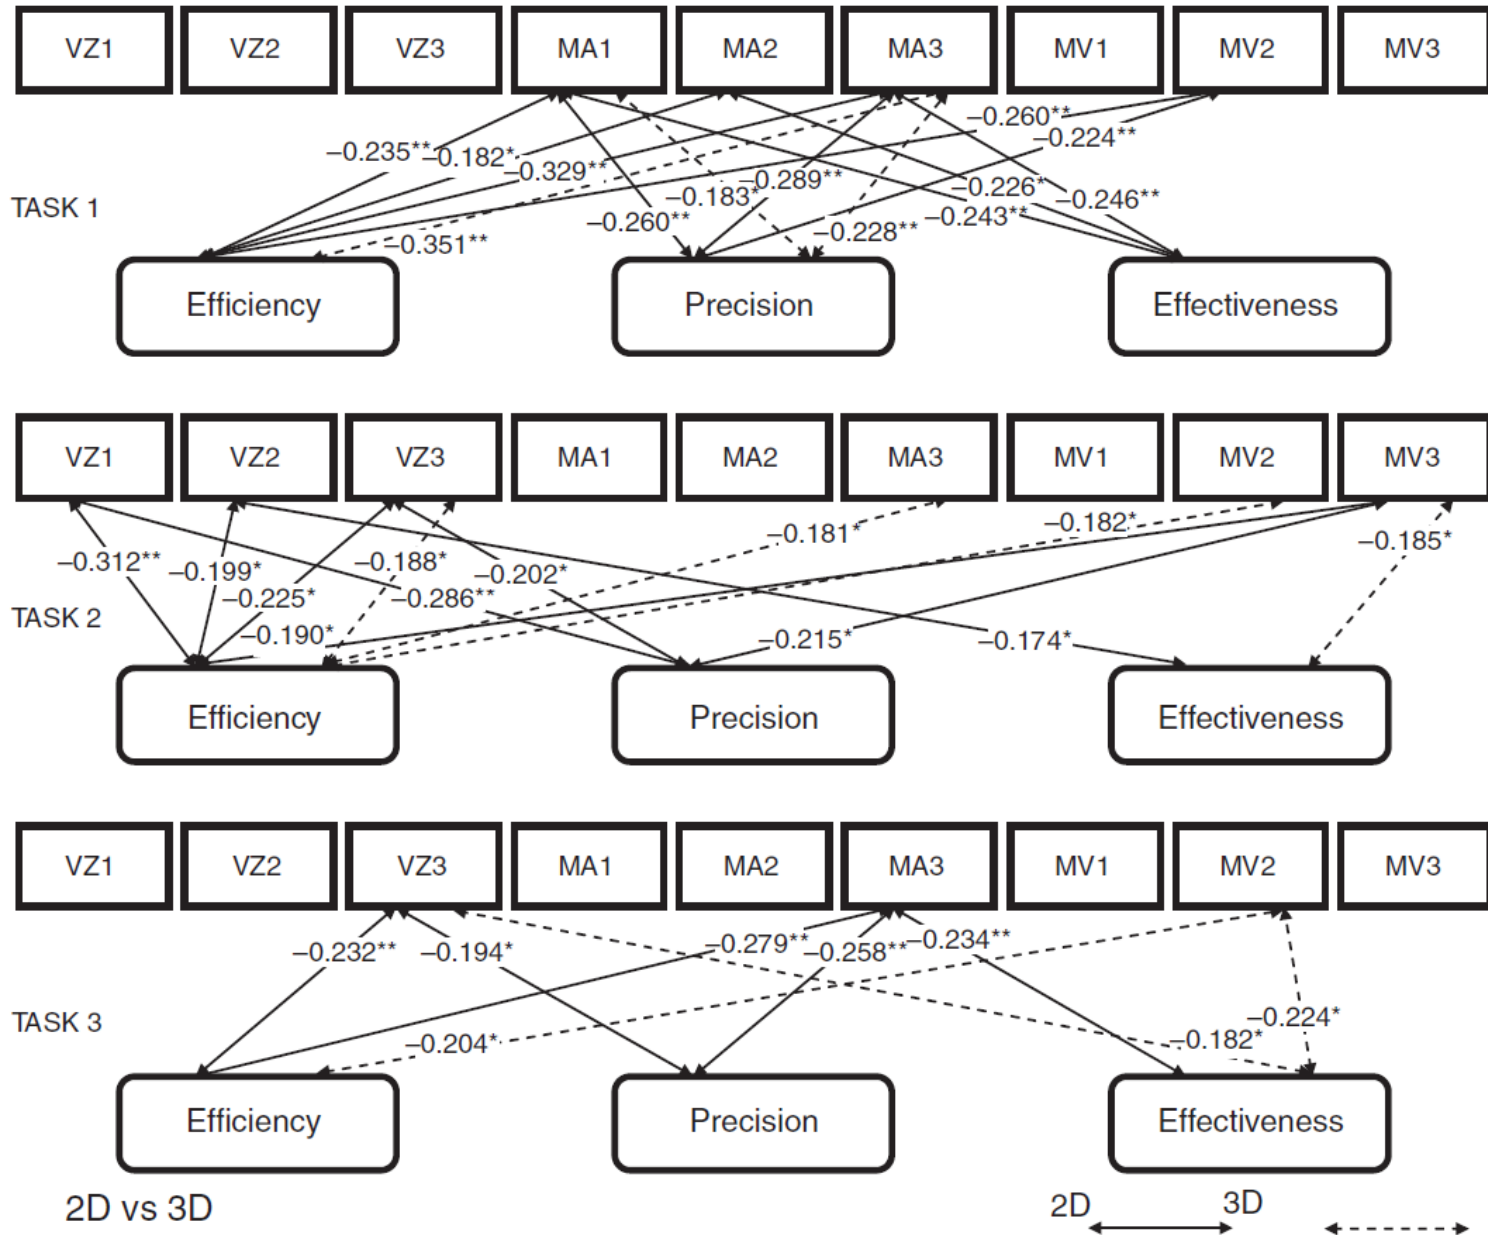 VZ1 VZ2 VZ3 MA1 MA2 MA3 MV1 MV2 MV3
−0.260**
−0.224**
−0.235** −0.182* −0.329** −0.289** −0.183* −0.226* −0.246**
TASK 1
−0.260** −0.228** −0.243**
−0.351**
Efficiency Precision Effectiveness
VZ1 VZ2 VZ3 MA1 MA2 MA3 MV1 MV2 MV3
−0.181* −0.182* −0.185*
−0.312** −0.199* −0.188* −0.202*
−0.225* −0.286**
TASK 2
−0.190* −0.215* −0.174*
Efficiency Precision Effectiveness
VZ1 VZ2 VZ3 MA1 MA2 MA3 MV1 MV2 MV3
−0.232** −0.194* −0.279** −0.258** −0.234**
TASK 3
−0.204* −0.182* −0.224*
Efficiency Precision Effectiveness
2D vs 3D
2D 3D